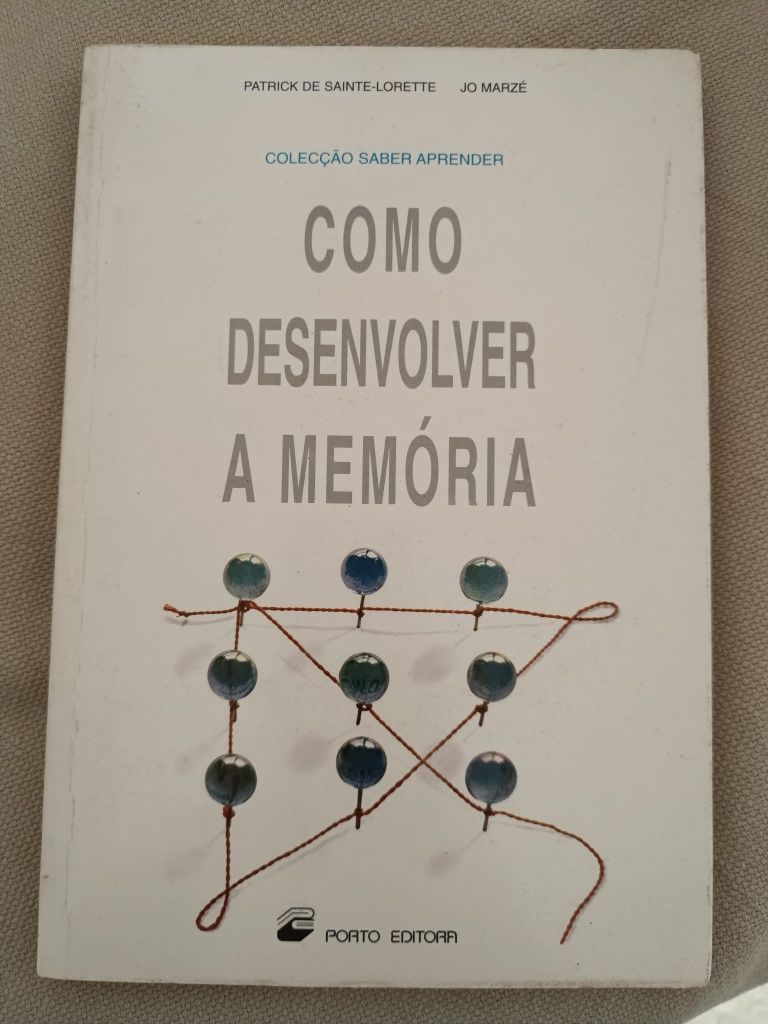 PATRICK DE SAINTE-LORETTE JO MARZÉ
COLECÇÃO SABER APRENDER
COMO
DESENVOLVER
A MEMÓRIA
PORTO EDITORA